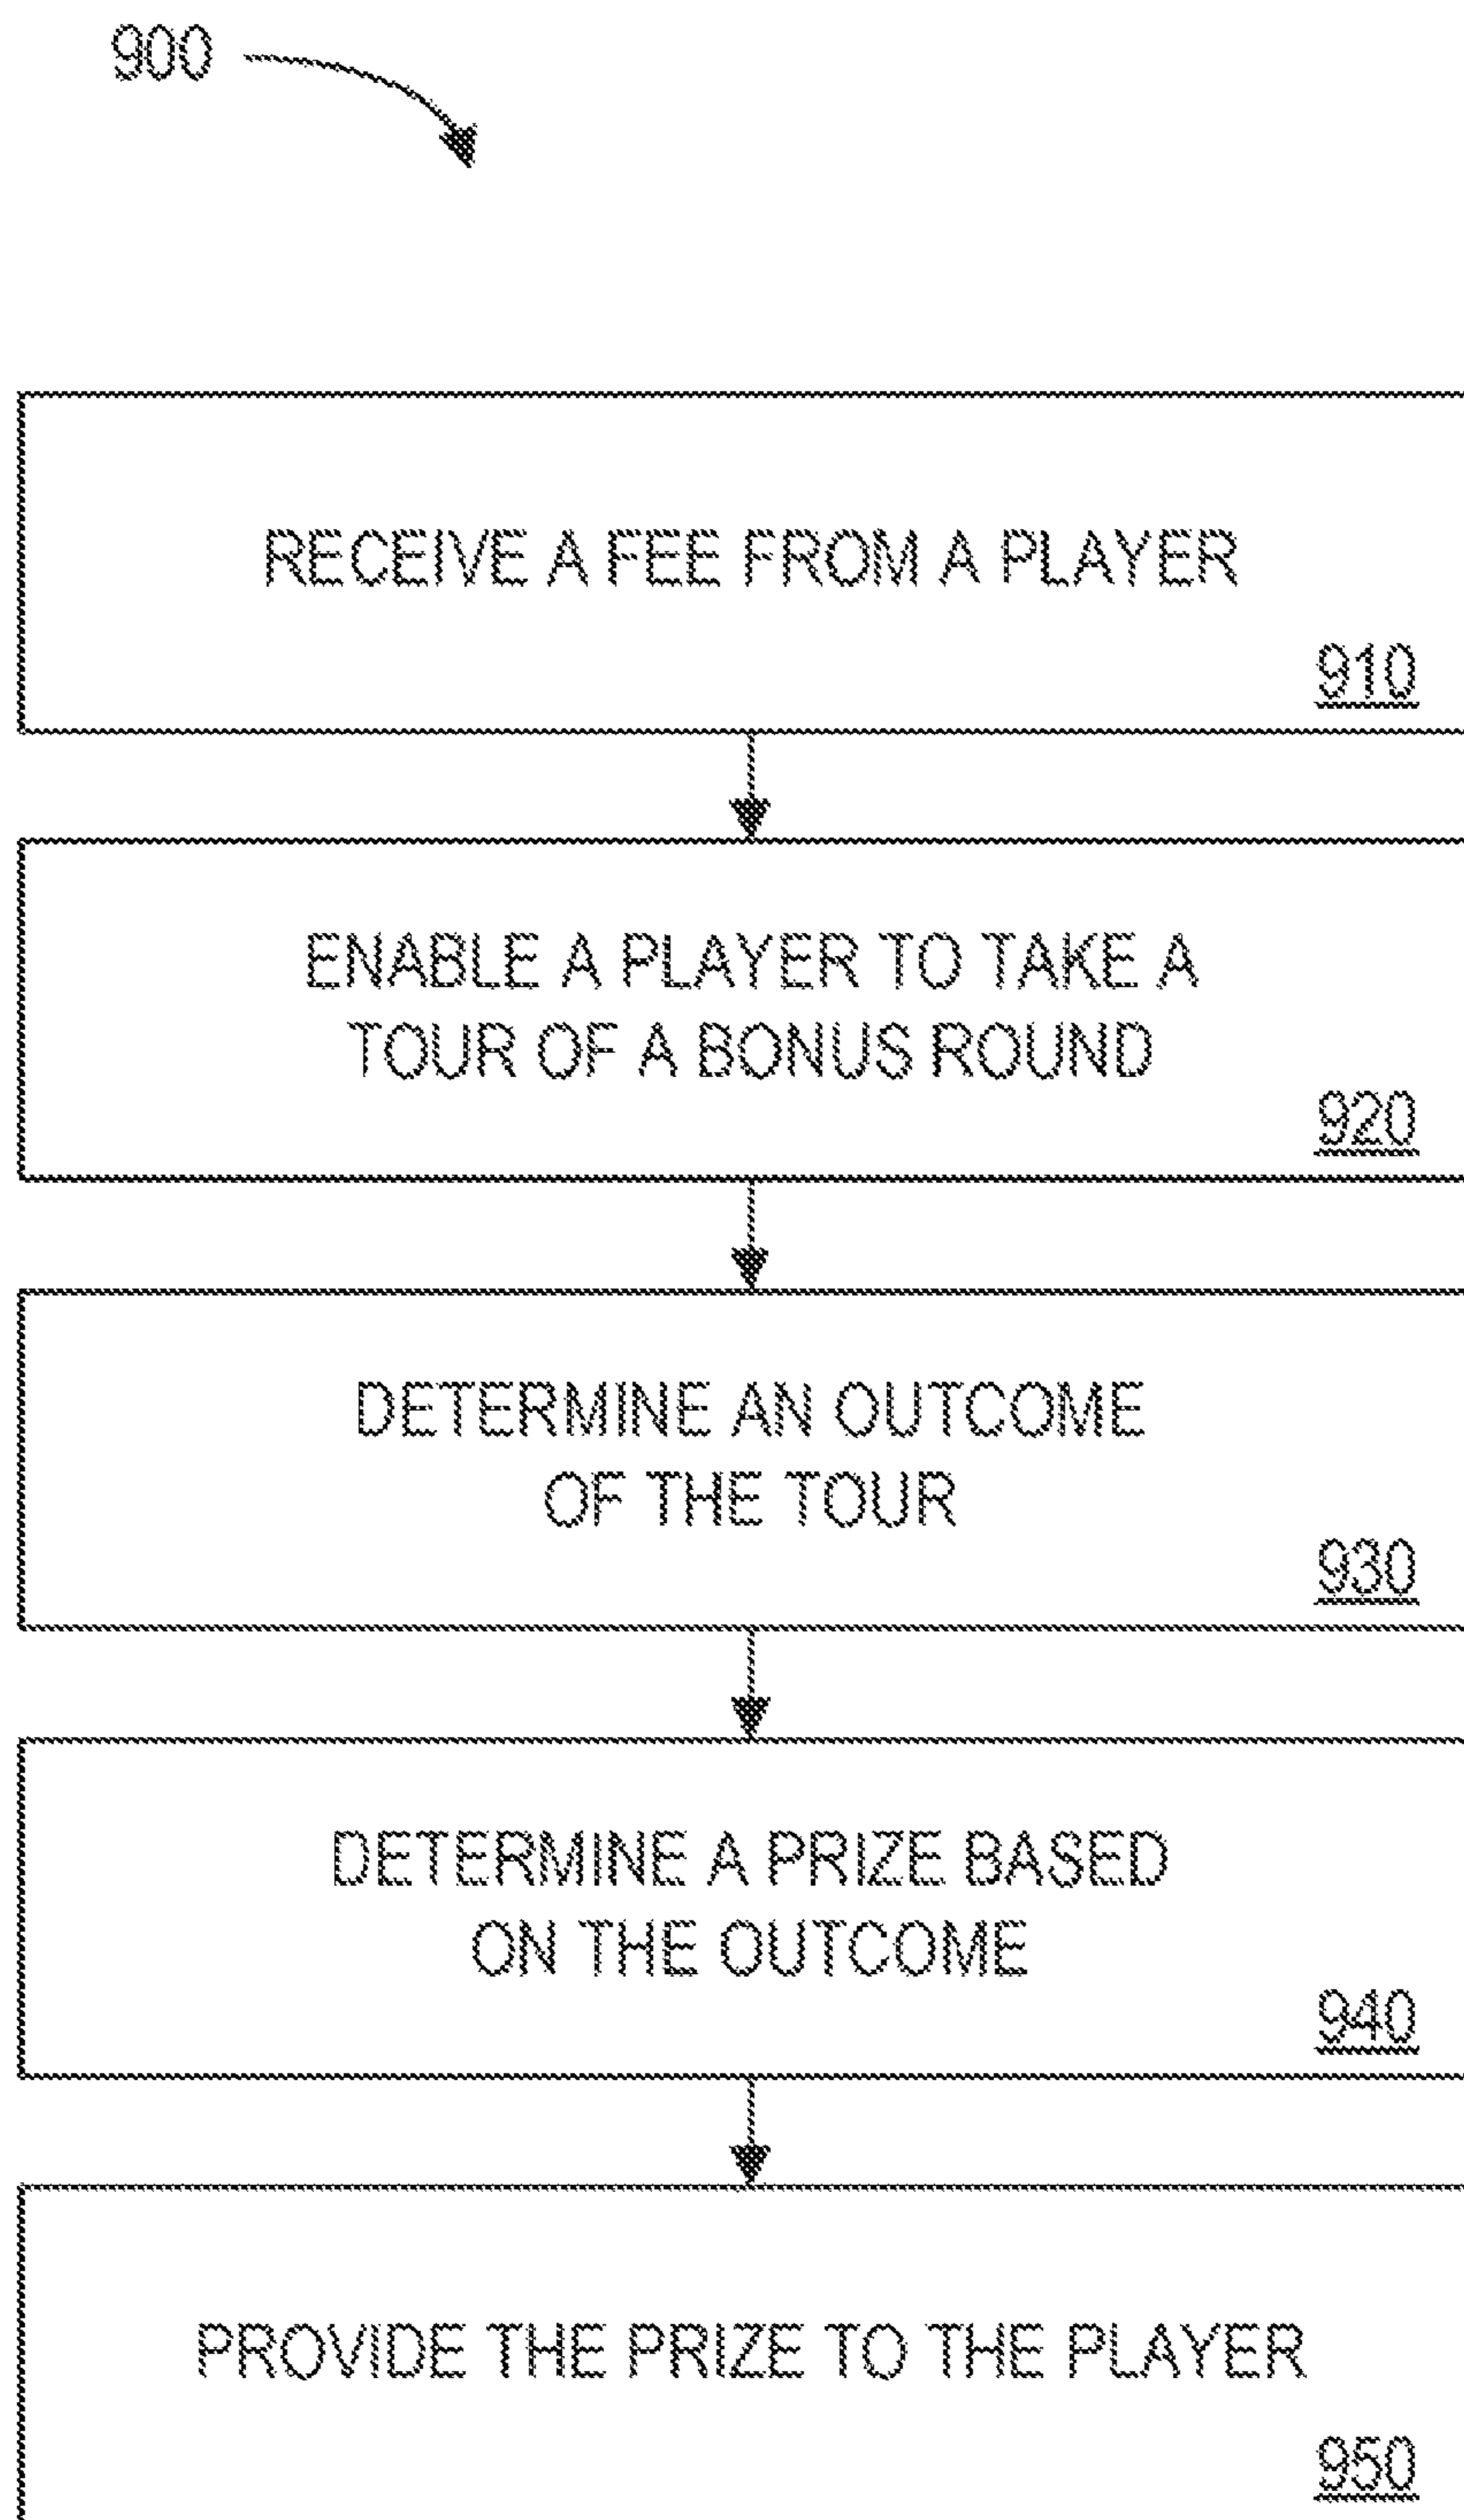 900
RECEIVE A FEE FROM A PLAYER
910
ENABLE A PLAYER TO TAKE A
TOUR OF A BONUS ROUND
920
DETERMINE AN OUTCOME
OF THE TOUR
930
DETERMINE A PRIZE BASED
ON THE OUTCOME
940
PROVIDE THE PRIZE TO THE PLAYER
950